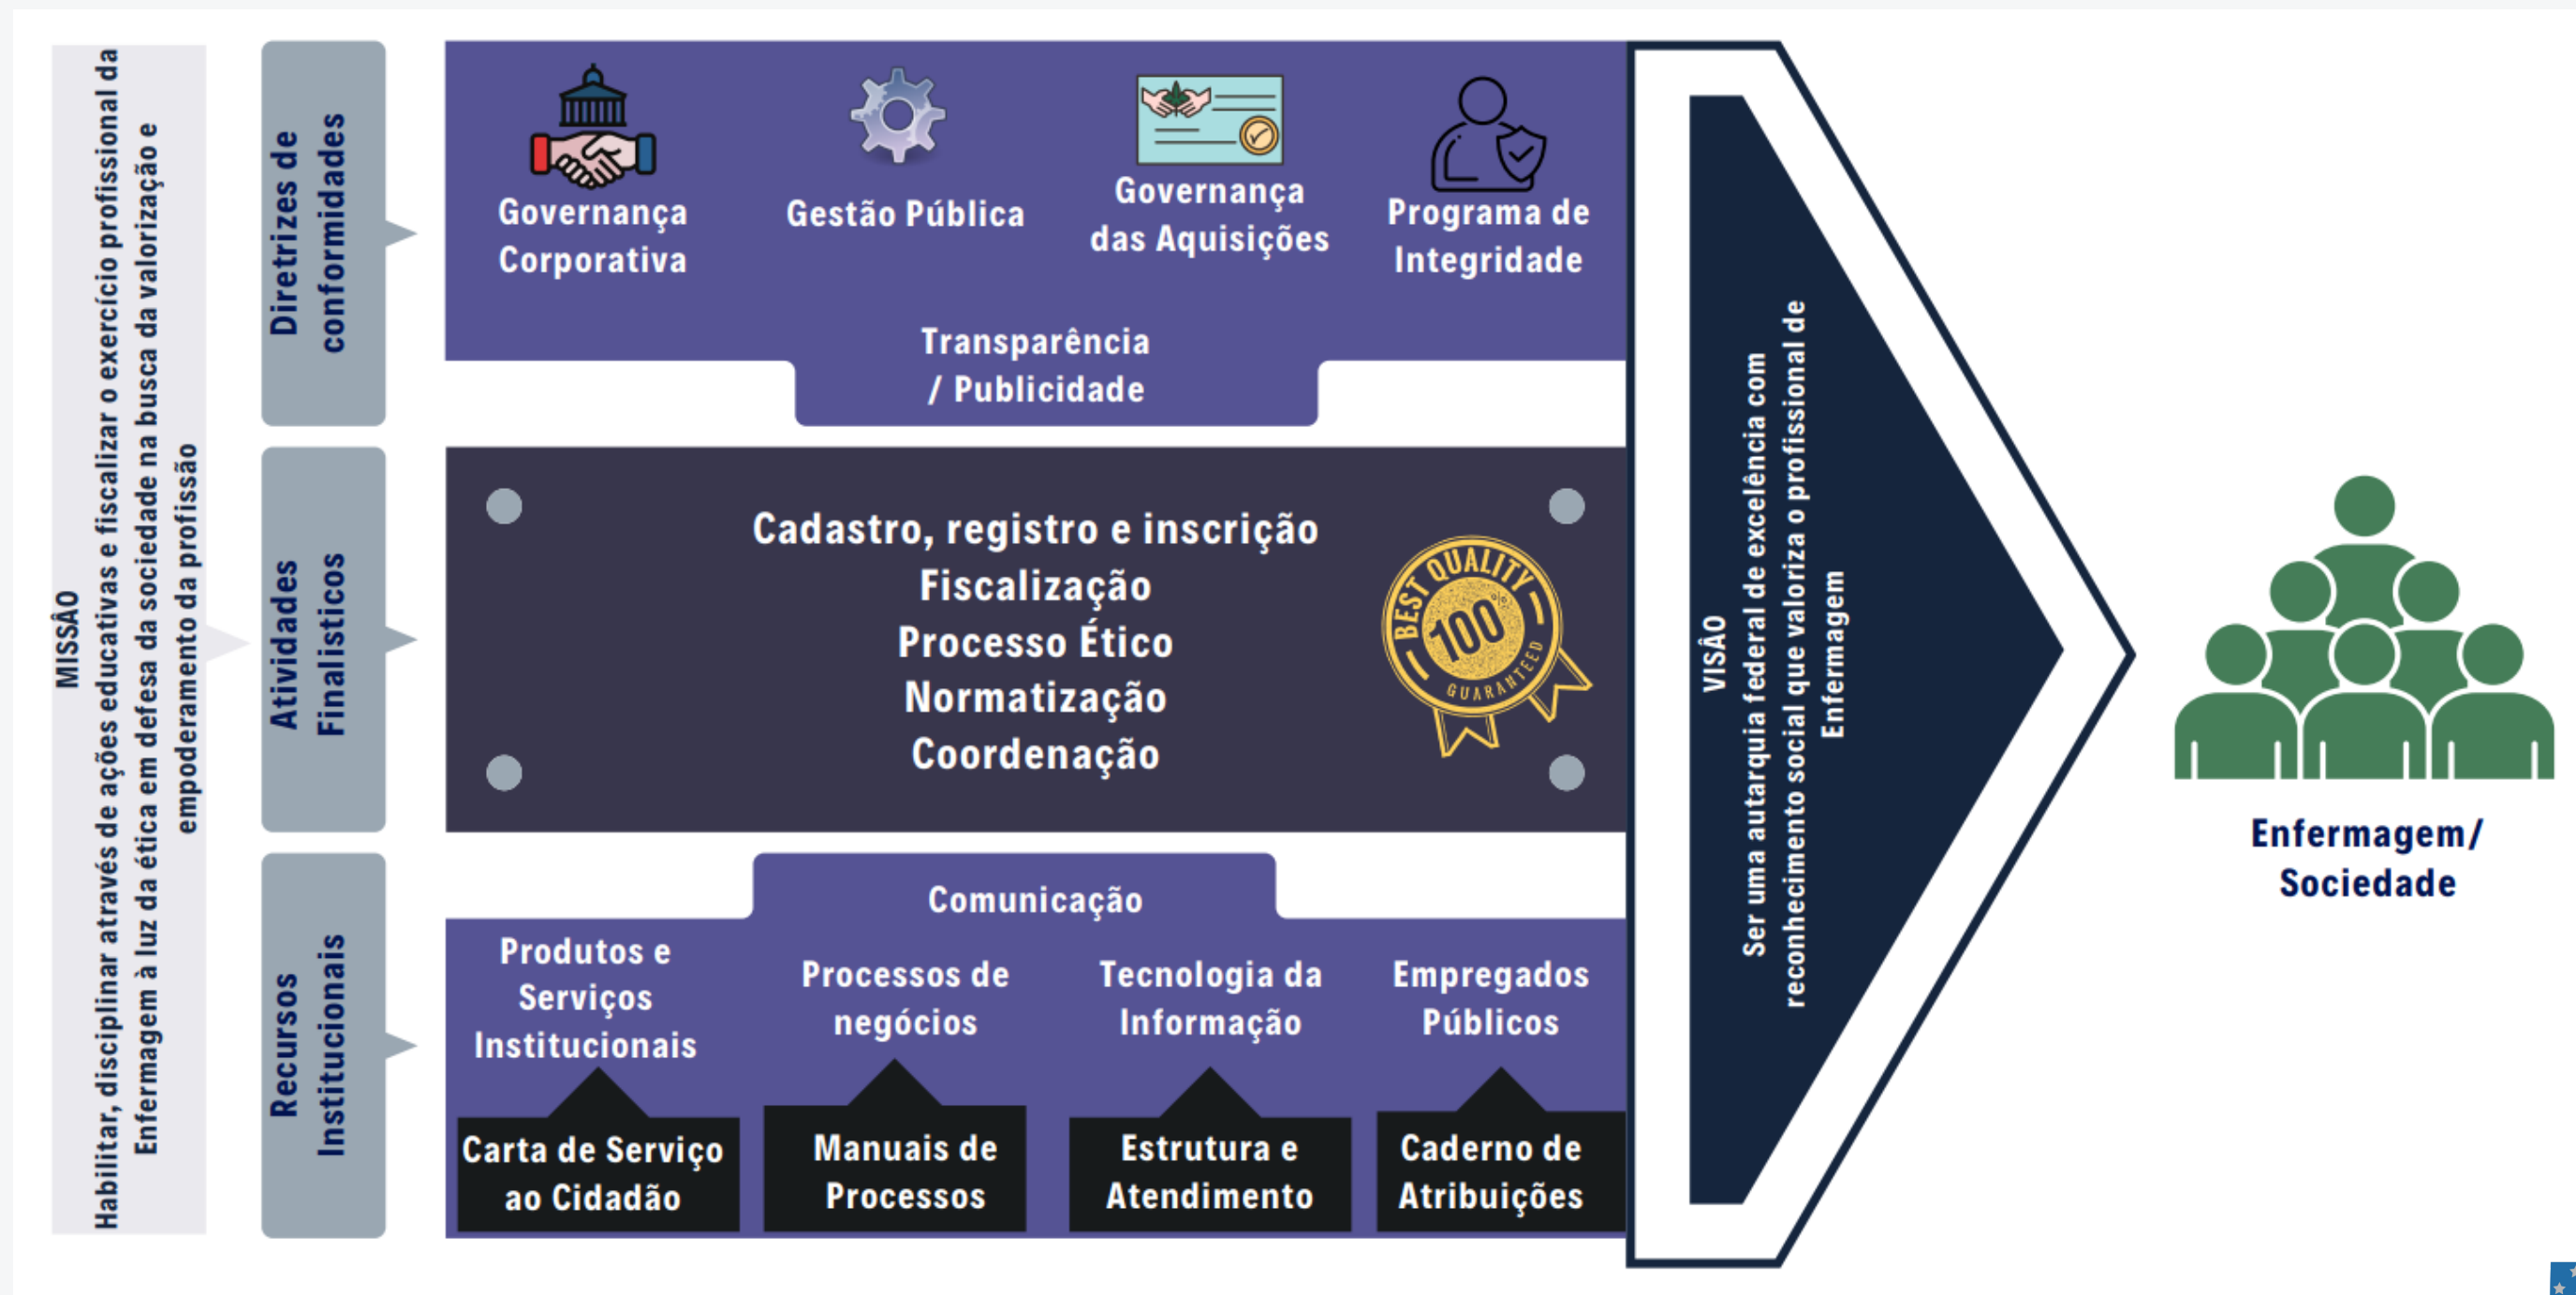 MISSÂO
Habilitar, disciplinar através de ações educativas e fiscalizar o exercício profissional da
Enfermagem à luz da ética em defesa da sociedade na busca da valorização e
empoderamento da profissão
Diretrizes de
conformidades
Governança
Corporativa
Gestão Pública
Governança
das Aquisições
Programa de
Integridade
Transparência
/ Publicidade
Atividades
Finalisticos
Cadastro, registro e inscrição
Fiscalização
Processo Ético
Normatização
Coordenação
BEST QUALITY
100%
GUARANTEED
Recursos
Institucionais
Comunicação
Produtos e
Serviços
Institucionais
Processos de
negócios
Tecnologia da
Informação
Empregados
Públicos
Carta de Serviço
ao Cidadão
Manuais de
Processos
Estrutura e
Atendimento
Caderno de
Atribuições
VISÂO
Ser uma autarquia federal de excelência com
reconhecimento social que valoriza o profissional de
Enfermagem
Enfermagem/
Sociedade